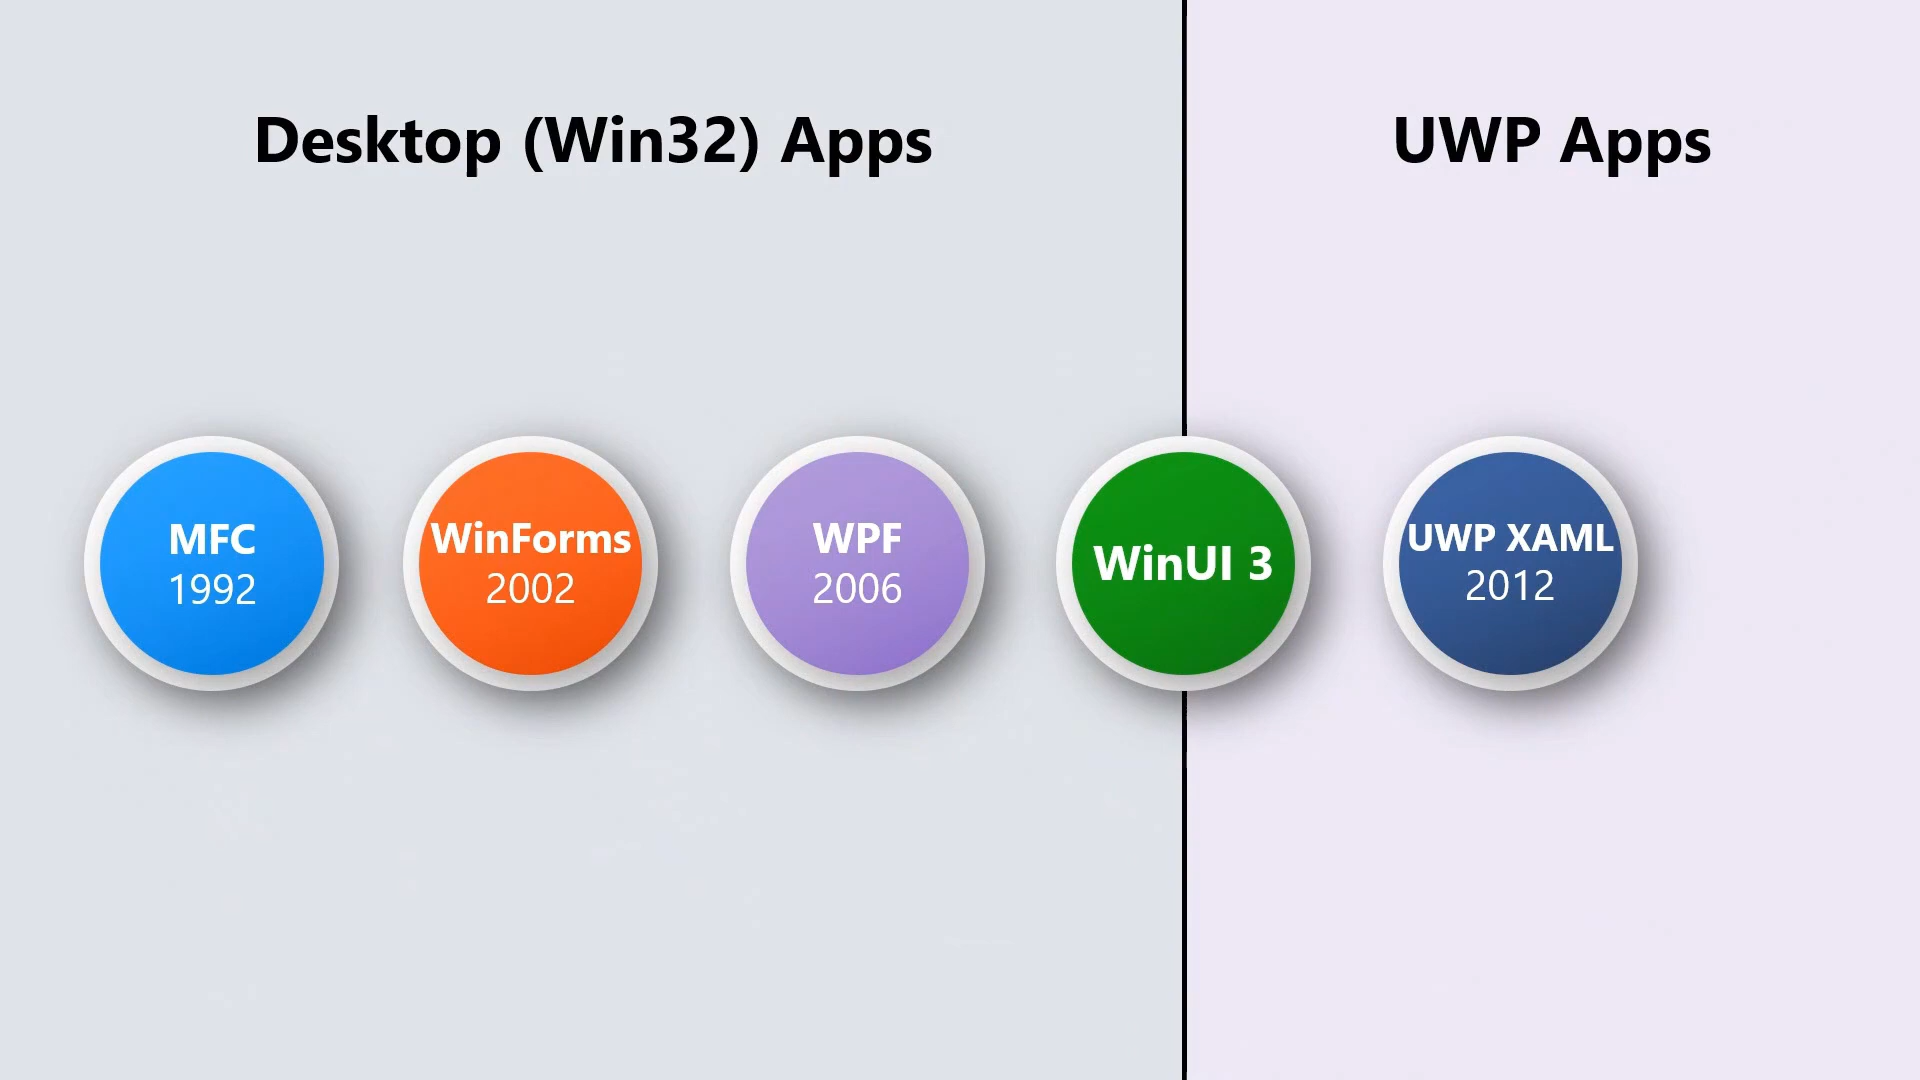 Desktop (Win32) Apps
UWP Apps
MFC
1992
WinForms
2002
WPF
2006
WinUI 3
UWP XAML
2012